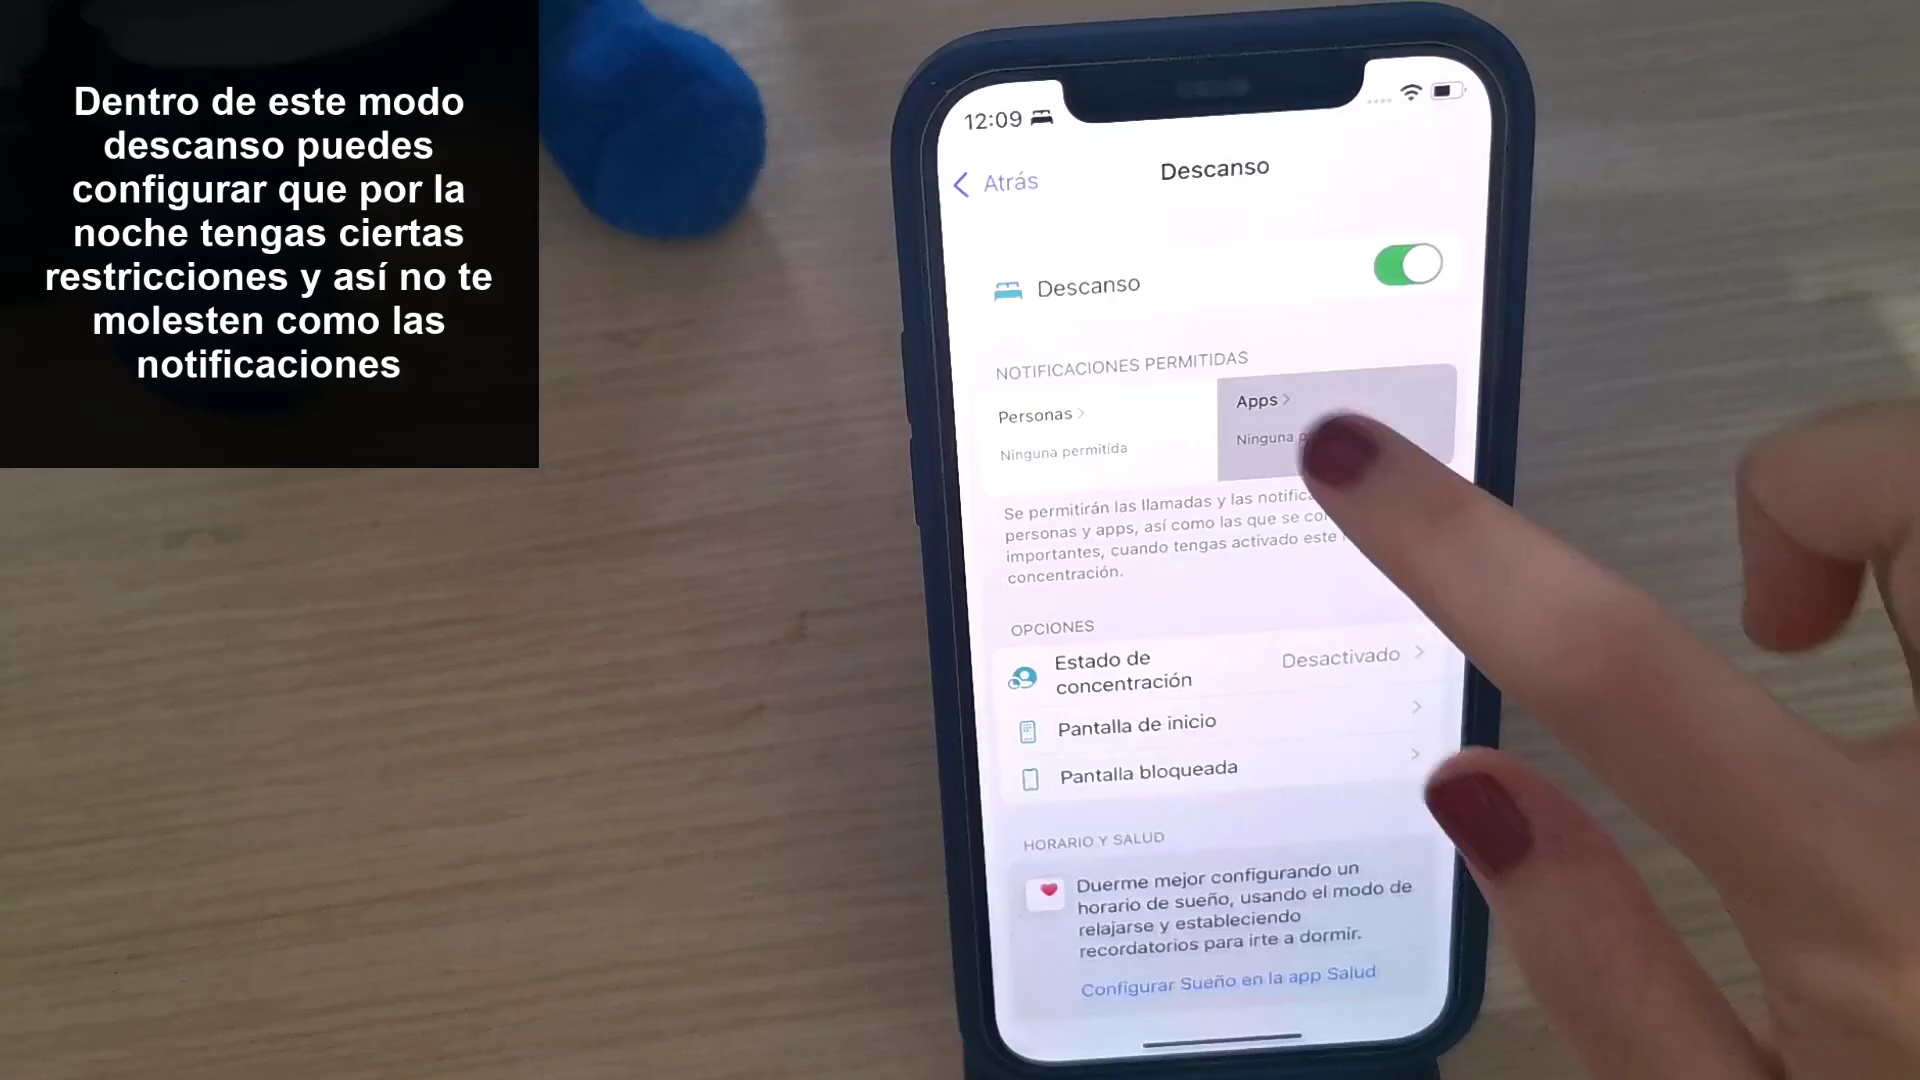 Dentro de este modo
descanso puedes
configurar que por la
noche tengas ciertas
restricciones y así no te
molesten como las
notificaciones
12:09
Atrás
Descanso
Descanso
NOTIFICACIONES PERMITIDAS
Personas
Ninguna permitida
Apps
Ninguna
Se permitirán las llamadas y las
personas y apps, así como las que se
importantes, cuando tengas activado este
concentración.
OPCIONES
Estado de
concentración
Desactivado
Pantalla de inicio
Pantalla bloqueada
HORARIO Y SALUD
Duerme mejor configurando un
horario de sueño, usando el modo de
relajarse y estableciendo
recordatorios para irte a dormir.
Configurar Sueño en la app Salud